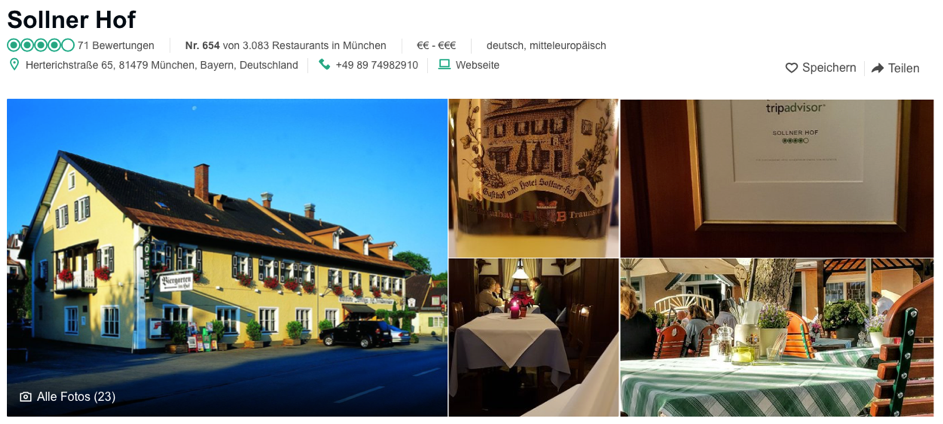 Sollner Hof
71 Bewertungen
Nr. 654 von 3.083 Restaurants in München
€€ - €€€
deutsch, mitteleuropäisch
Herterichstraße 65, 81479 München, Bayern, Deutschland
+49 89 74982910
Webseite
Speichern
Teilen
Biergarten
Gasthof und Hotel Sollner-Hof
tripadvisor
SOLLNER HOF
Alle Fotos (23)